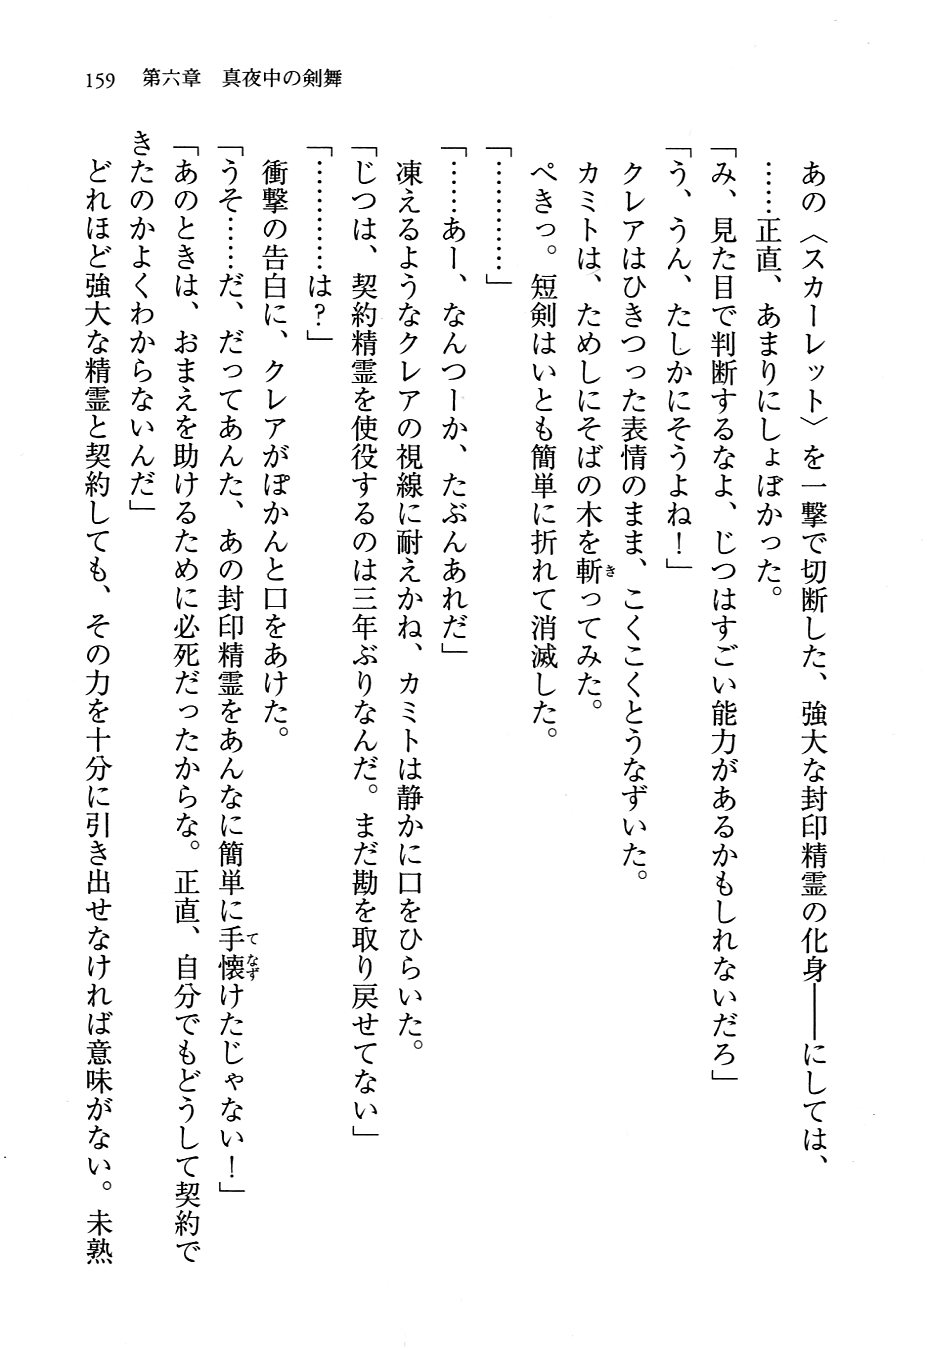 159 第六章 真夜中の剣舞
あの〈スカーレット〉を一撃で切断した、強大な封印精霊の化身――にしては、
……正直、あまりにしょぼかった。
「み、見た目で判断するなよ、じつはすごい能力があるかもしれないだろ」
「う、うん、たしかにそうよね！」
クレアはひきつった表情のまま、こくこくとうなずいた。
カミトは、ためしにそばの木を斬ってみた。
ぺきっ。短剣はいとも簡単に折れて消滅した。
「…………」
「……あー、なんつーか、たぶんあれだ」
凍えるようなクレアの視線に耐えかね、カミトは静かに口をひらいた。
「じつは、契約精霊を使役するのは三年ぶりなんだ。まだ勘を取り戻せてない」
「…………は？」
衝撃の告白に、クレアがぽかんと口をあけた。
「うそ……だ、だってあんた、あの封印精霊をあんなに簡単に手懐けたじゃない！」
「あのときは、おまえを助けるために必死だったからな。正直、自分でもどうして契約で
きたのかよくわからないんだ」
どれほど強大な精霊と契約しても、その力を十分に引き出せなければ意味がない。未熟